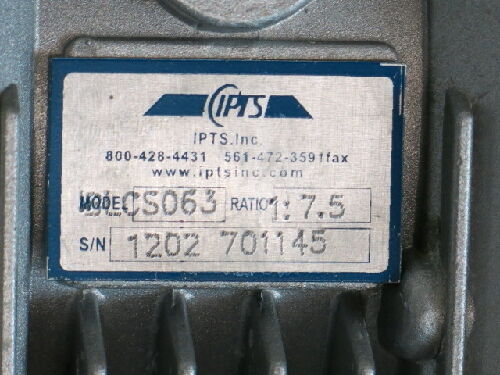 IPTS
IPTS.Inc.
800-428-4431 561-472-3591fax
www.iptsinc.com
MODEL BLCS063 RATIO 1:7.5
S/N 1202 701145